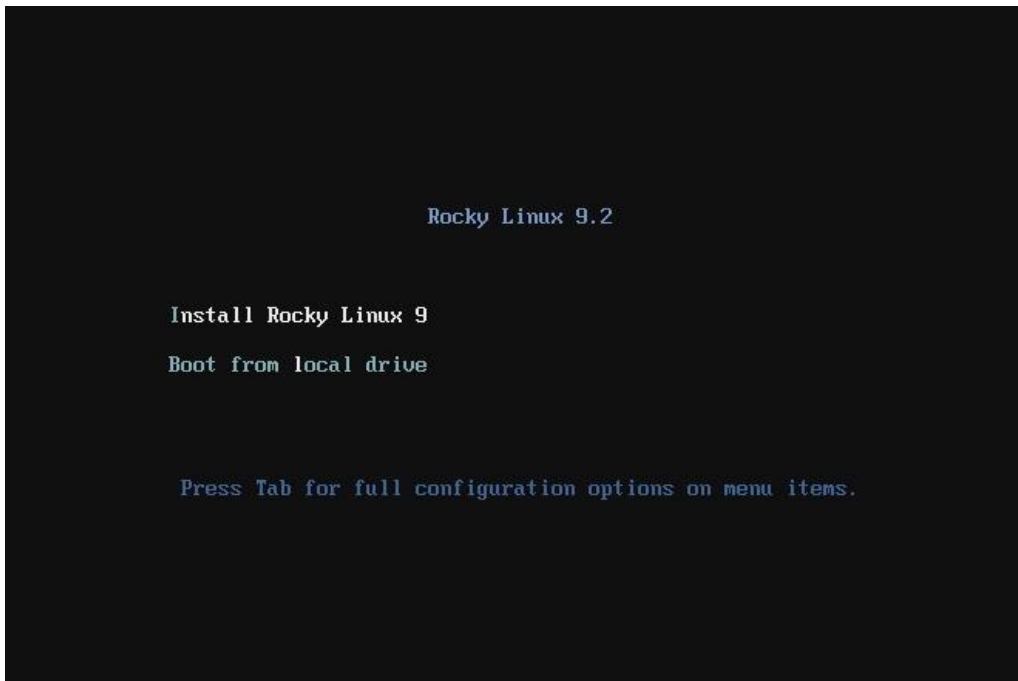 Rocky Linux 9.2
Install Rocky Linux 9
Boot from local drive
Press Tab for full configuration options on menu items.